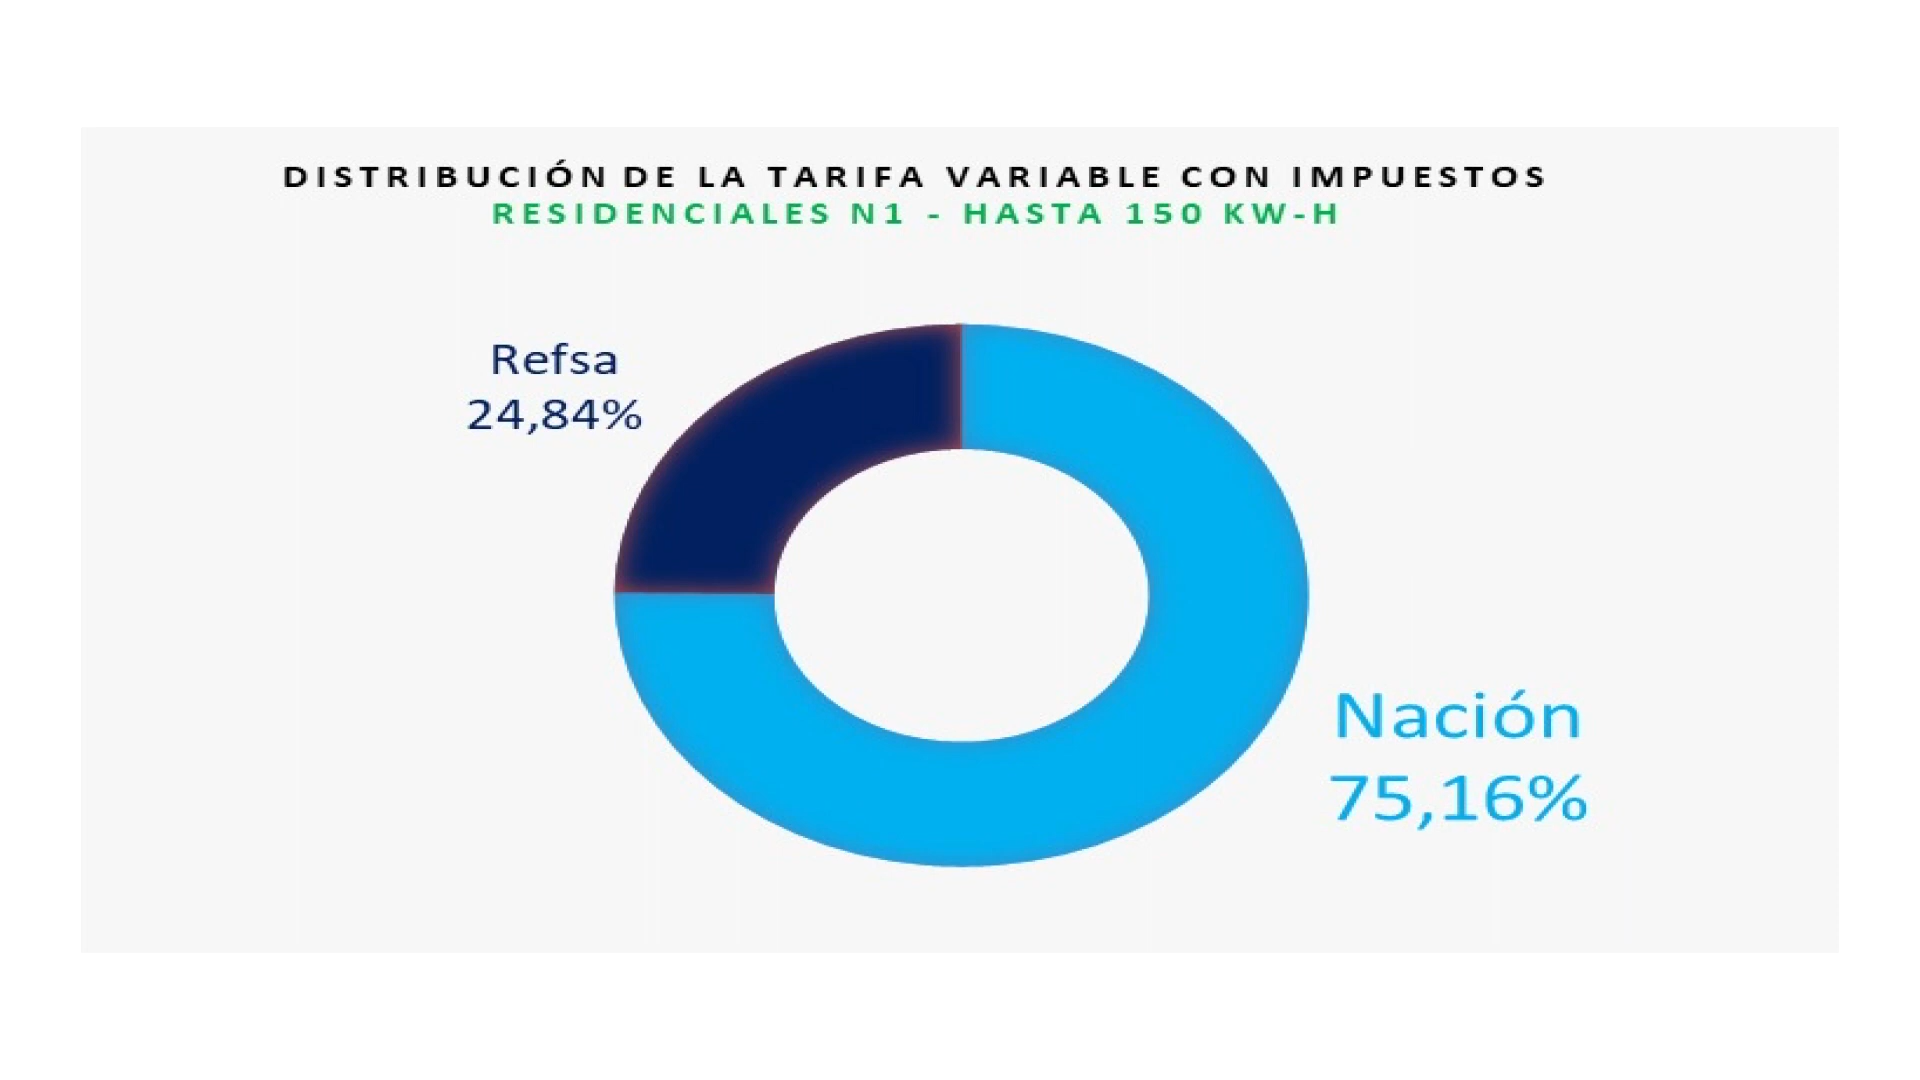 DISTRIBUCIÓN DE LA TARIFA VARIABLE CON IMPUESTOS
RESIDENCIALES N1 - HASTA 150 KW-H
Refsa
24,84%
Nación
75,16%